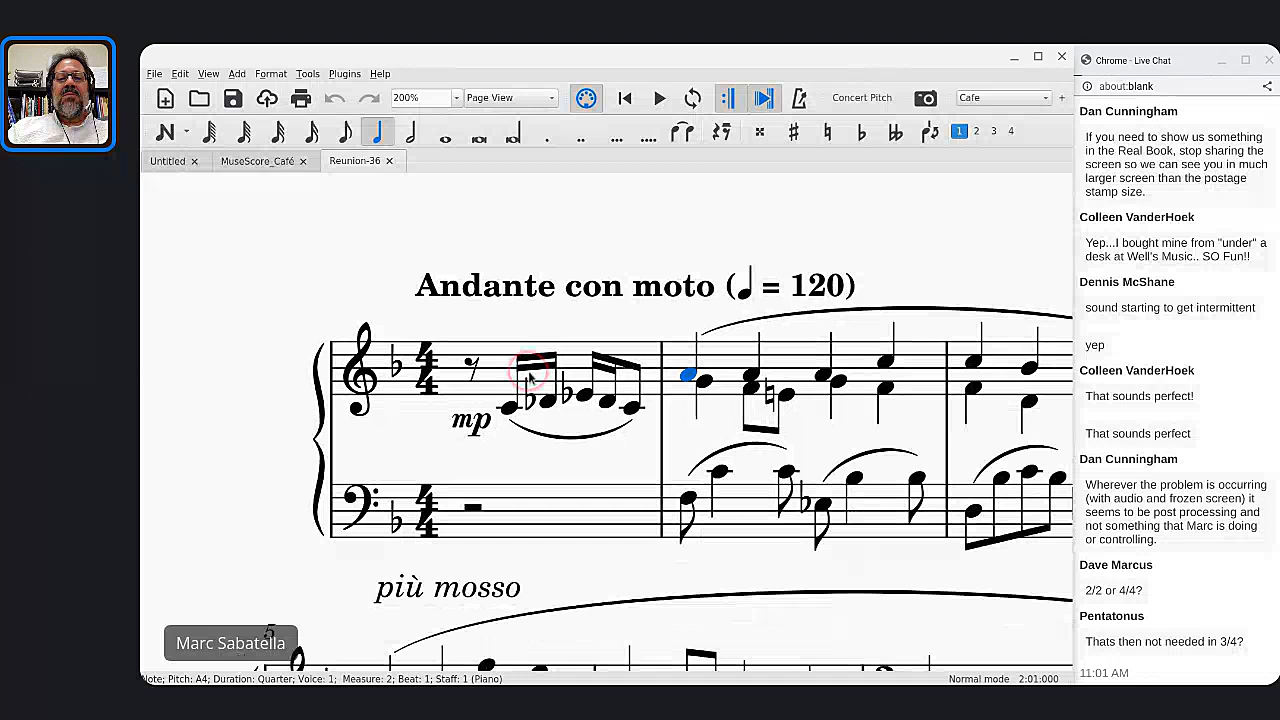 File Edit View Add Format Tools Plugins Help
200% Page View Concert Pitch Cafe
1 2 3 4
Untitled MuseScore_Café Reunion-36
Andante con moto (♩ = 120)
mp
più mosso
5
Marc Sabatella
Note; Pitch: A4; Duration: Quarter; Voice: 1; Measure: 2; Beat: 1; Staff: 1 (Piano)
Normal mode 2:01:000
Chrome - Live Chat
about:blank
Dan Cunningham
If you need to show us something
in the Real Book, stop sharing the
screen so we can see you in much
larger screen than the postage
stamp size.
Colleen VanderHoek
Yep...I bought mine from "under" a
desk at Well's Music.. SO Fun!!
Dennis McShane
sound starting to get intermittent
yep
Colleen VanderHoek
That sounds perfect!
That sounds perfect
Dan Cunningham
Wherever the problem is occurring
(with audio and frozen screen) it
seems to be post processing and
not something that Marc is doing
or controlling.
Dave Marcus
2/2 or 4/4?
Pentatonus
Thats then not needed in 3/4?
11:01 AM